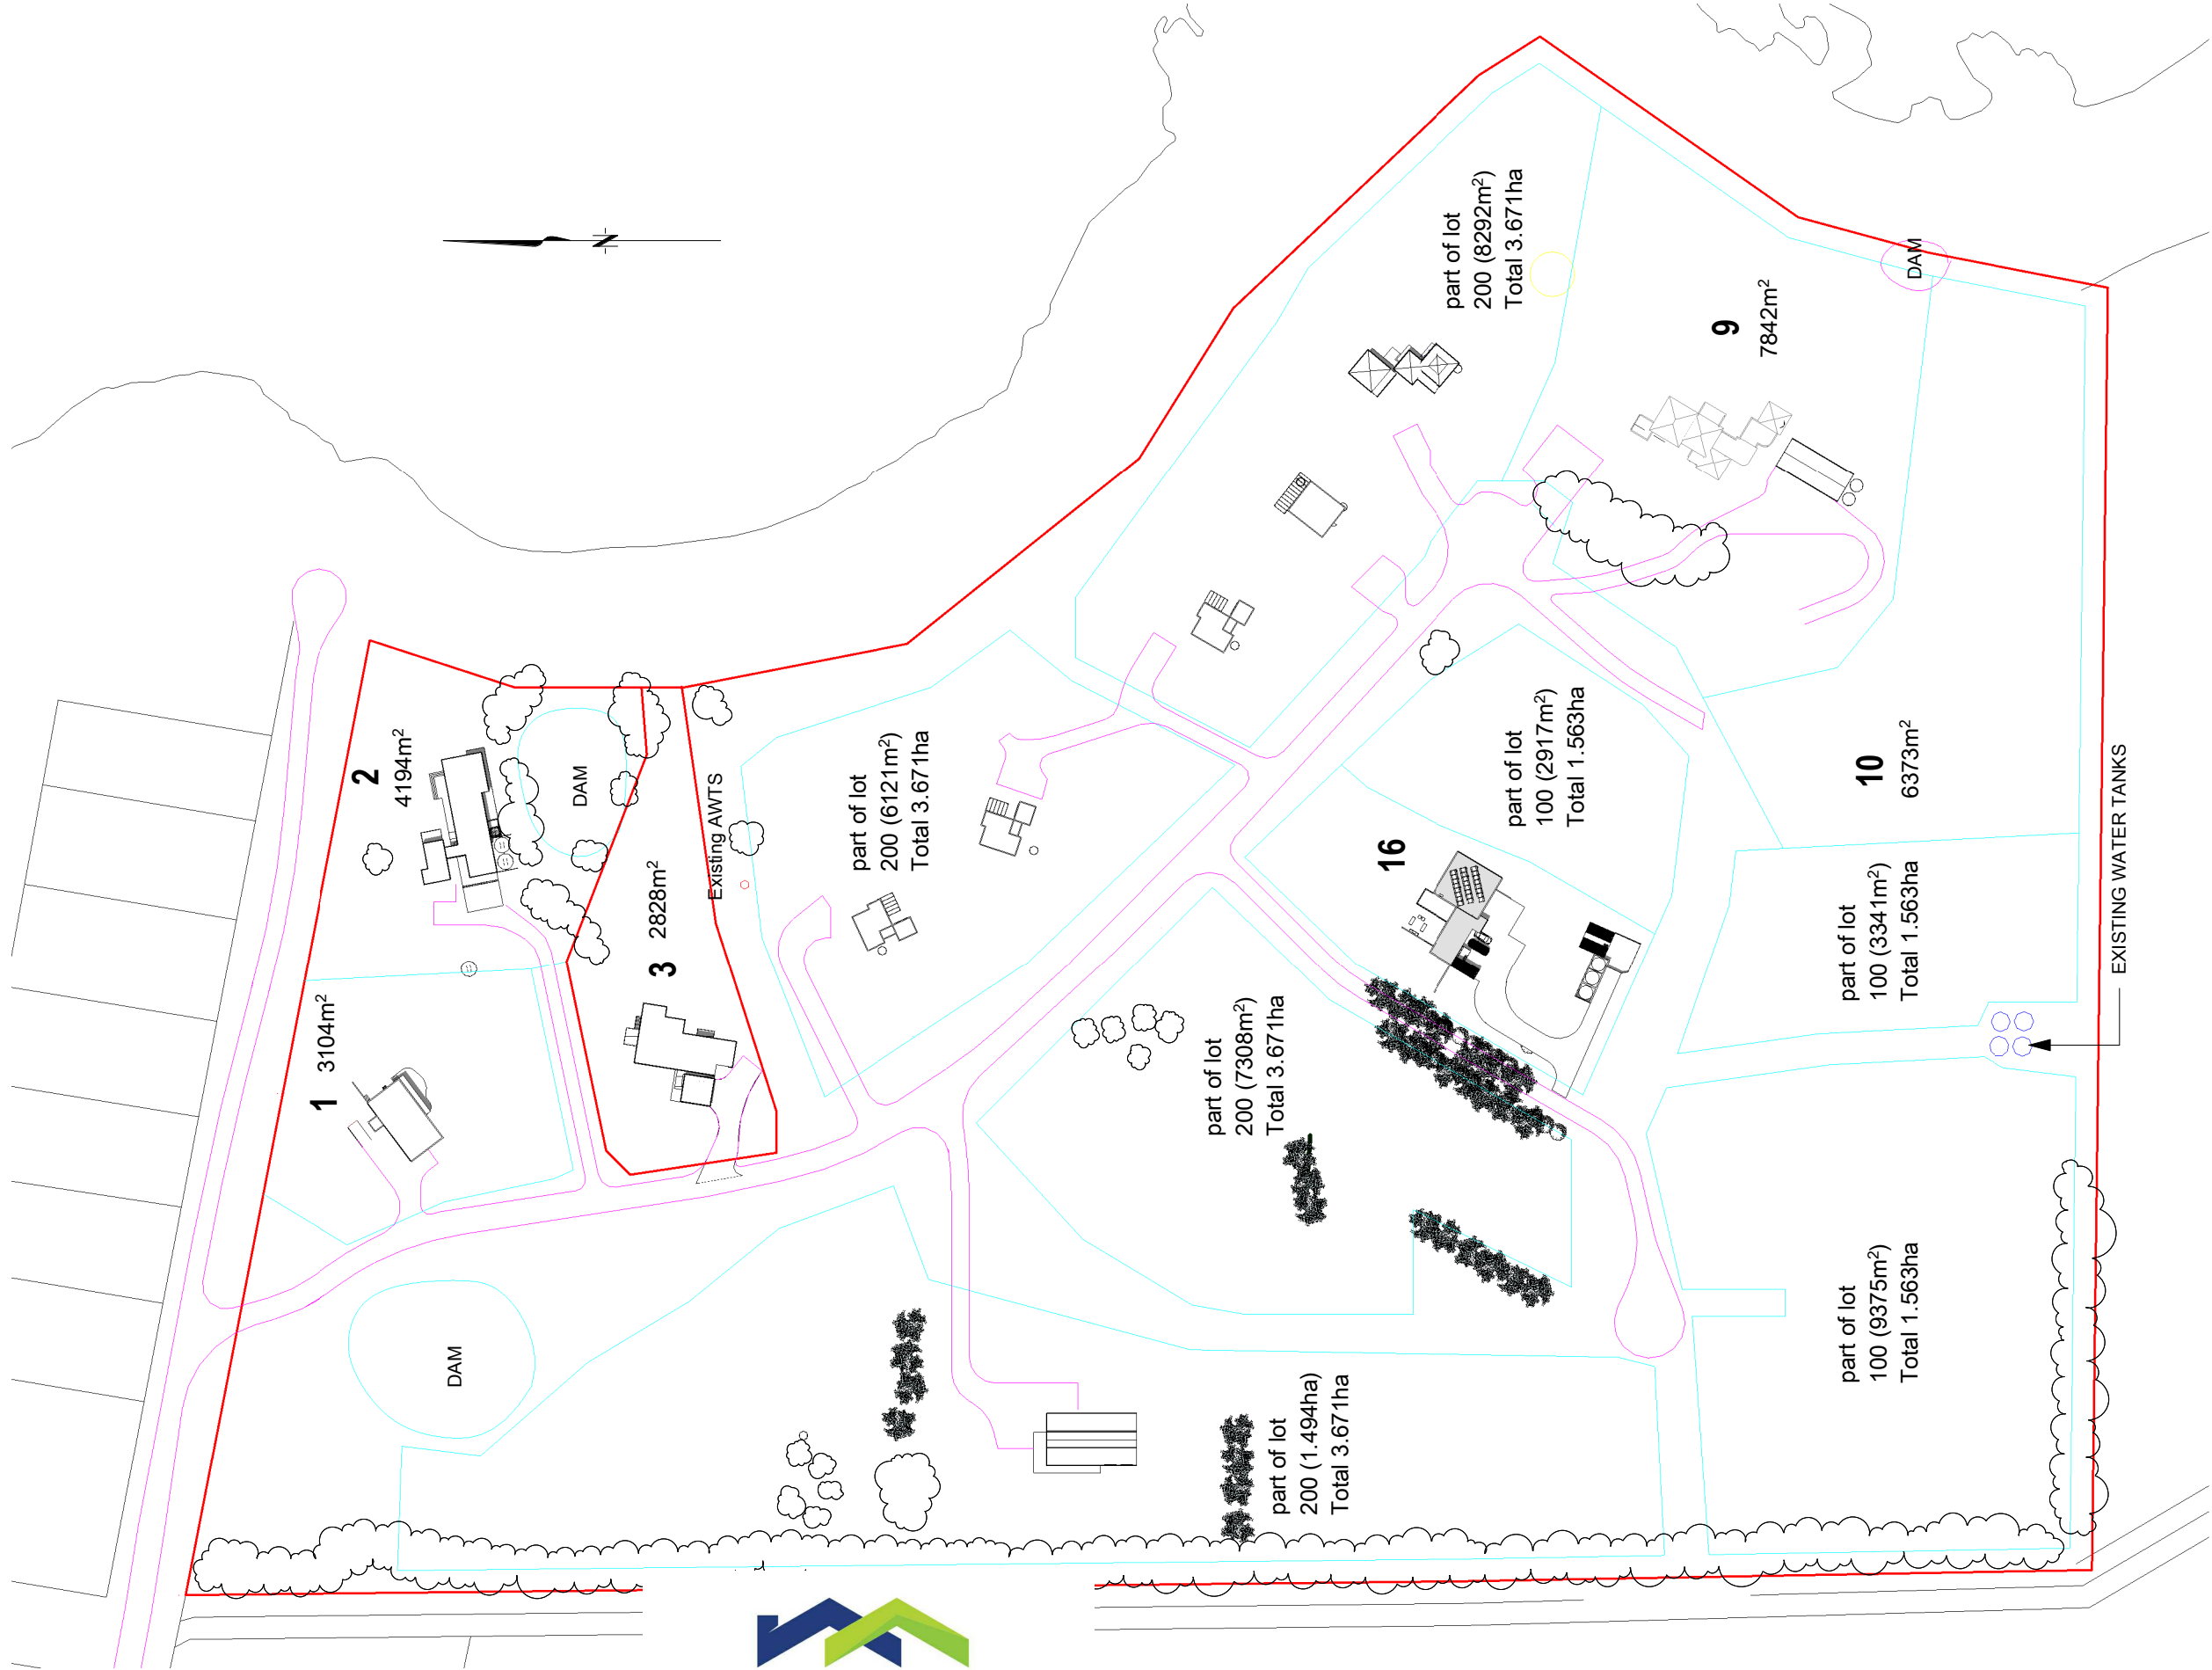 2
4194m²
DAM
1
3104m²
3
2828m²
Existing AWTS
part of lot
200 (6121m²)
Total 3.671ha
part of lot
200 (8292m²)
Total 3.671ha
9
7842m²
DAM
part of lot
100 (2917m²)
Total 1.563ha
16
10
6373m²
part of lot
100 (3341m²)
Total 1.563ha
EXISTING WATER TANKS
part of lot
200 (7308m²)
Total 3.671ha
DAM
part of lot
200 (1.494ha)
Total 3.671ha
part of lot
100 (9375m²)
Total 1.563ha
N